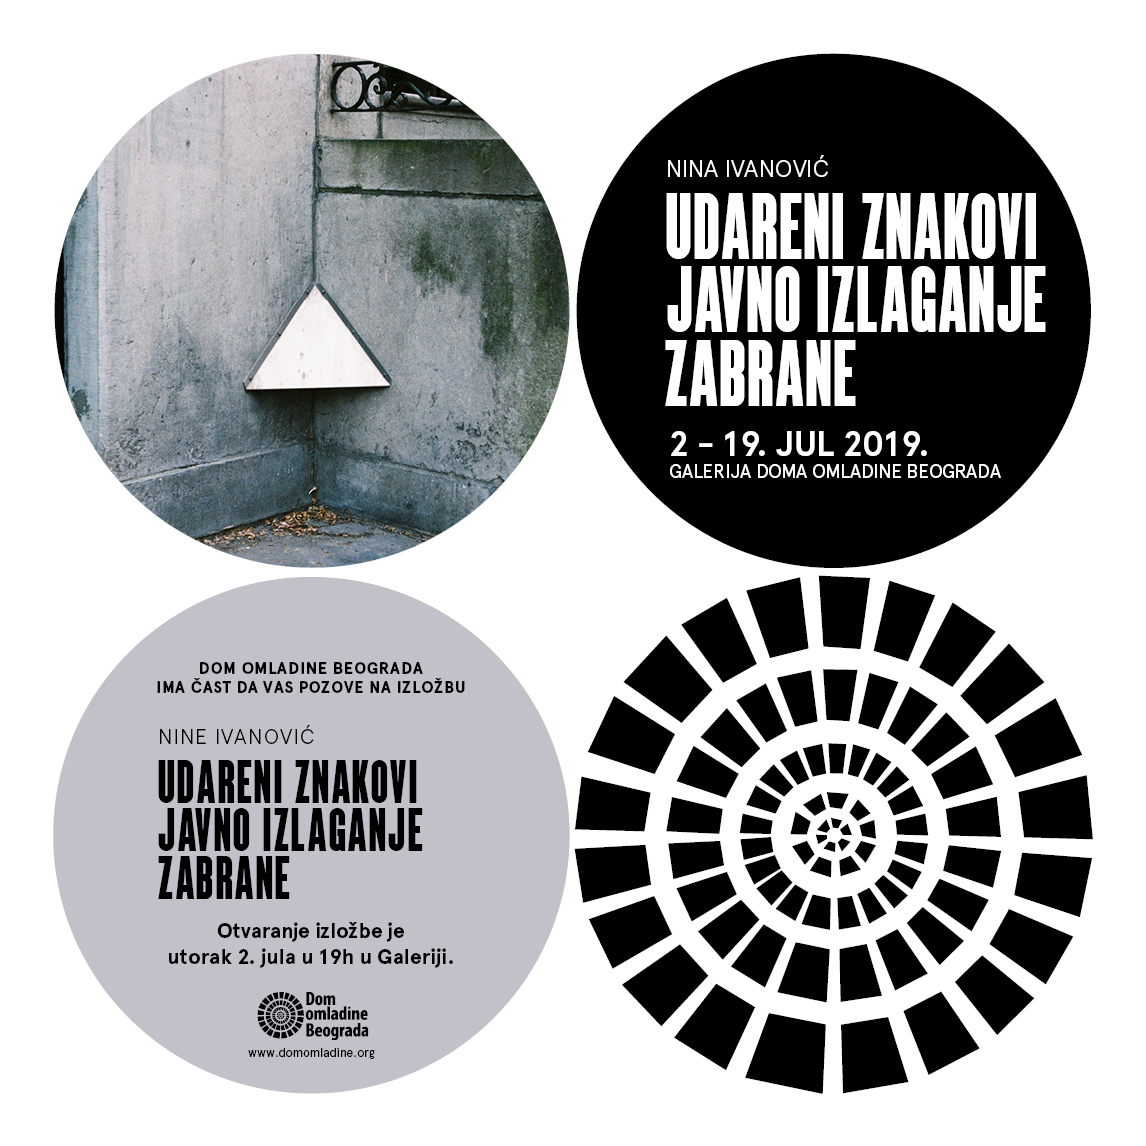 NINA IVANOVIĆ
UDARENI ZNAKOVI
JAVNO IZLAGANJE
ZABRANE
2 – 19. JUL 2019.
GALERIJA DOMA OMLADINE BEOGRADA
DOM OMLADINE BEOGRADA
IMA ČAST DA VAS POZOVE NA IZLOŽBU
NINE IVANOVIĆ
UDARENI ZNAKOVI
JAVNO IZLAGANJE
ZABRANE
Otvaranje izložbe je
utorak 2. jula u 19h u Galeriji.
Dom
omladine
Beograda
www.domomladine.org